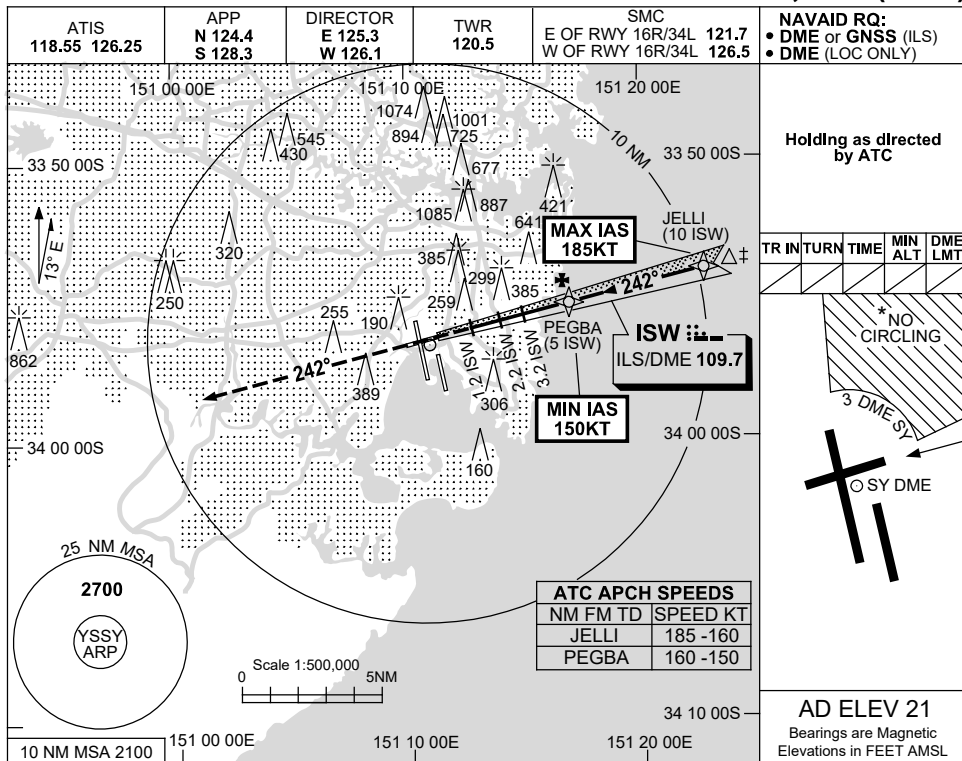 ATIS
118.55 126.25
APP
N 124.4
S 128.3
DIRECTOR
E 125.3
W 126.1
TWR
120.5
SMC
E OF RWY 16R/34L 121.7
W OF RWY 16R/34L 126.5
NAVAID RQ:
• DME or GNSS (ILS)
• DME (LOC ONLY)
151 00 00E
151 10 00E
151 20 00E
1074
1001
894
725
545
430
677
10 NM
33 50 00S
33 50 00S
Holding as directed
by ATC
1085
887
421
641
JELLI
(10 ISW)
MAX IAS
185KT
‡
13° E
320
385
299
385
242°
TR IN
TURN
TIME
MIN
ALT
DME
LMT
250
259
255
190
862
PEGBA
(5 ISW)
ISW
ILS/DME 109.7
*NO
CIRCLING
242°
389
1.2 ISW
2.2 ISW
3.2 ISW
306
MIN IAS
150KT
3 DME SY
34 00 00S
34 00 00S
160
SY DME
25 NM MSA
2700
YSSY
ARP
ATC APCH SPEEDS
NM FM TD
SPEED KT
JELLI
185 -160
PEGBA
160 -150
Scale 1:500,000
0
5NM
34 10 00S
AD ELEV 21
Bearings are Magnetic
Elevations in FEET AMSL
10 NM MSA 2100
151 00 00E
151 10 00E
151 20 00E